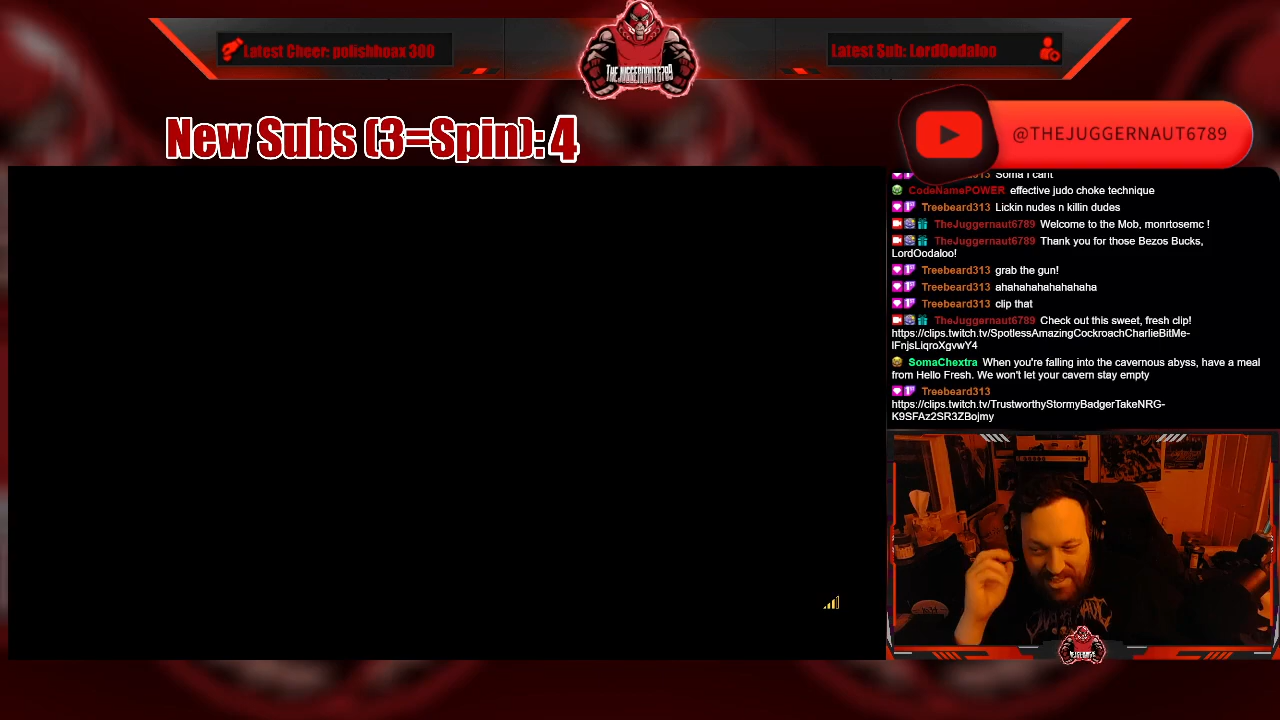 Latest Cheer: polishhoax 300
THEJUGGERNAUT6789
Latest Sub: LordOodaloo
New Subs (3=Spin): 4
@THEJUGGERNAUT6789
Soma I cant
CodeNamePOWER effective judo choke technique
Treebeard313 Lickin nudes n killin dudes
TheJuggernaut6789 Welcome to the Mob, monrtosemc !
TheJuggernaut6789 Thank you for those Bezos Bucks,
LordOodaloo!
Treebeard313 grab the gun!
Treebeard313 ahahahahahahahaha
Treebeard313 clip that
TheJuggernaut6789 Check out this sweet, fresh clip!
https://clips.twitch.tv/SpotlessAmazingCockroachCharlieBitMe-
lFnjsLiqroXgvwY4
SomaChextra When you're falling into the cavernous abyss, have a meal
from Hello Fresh. We won't let your cavern stay empty
Treebeard313
https://clips.twitch.tv/TrustworthyStormyBadgerTakeNRG-
K9SFAz2SR3ZBojmy